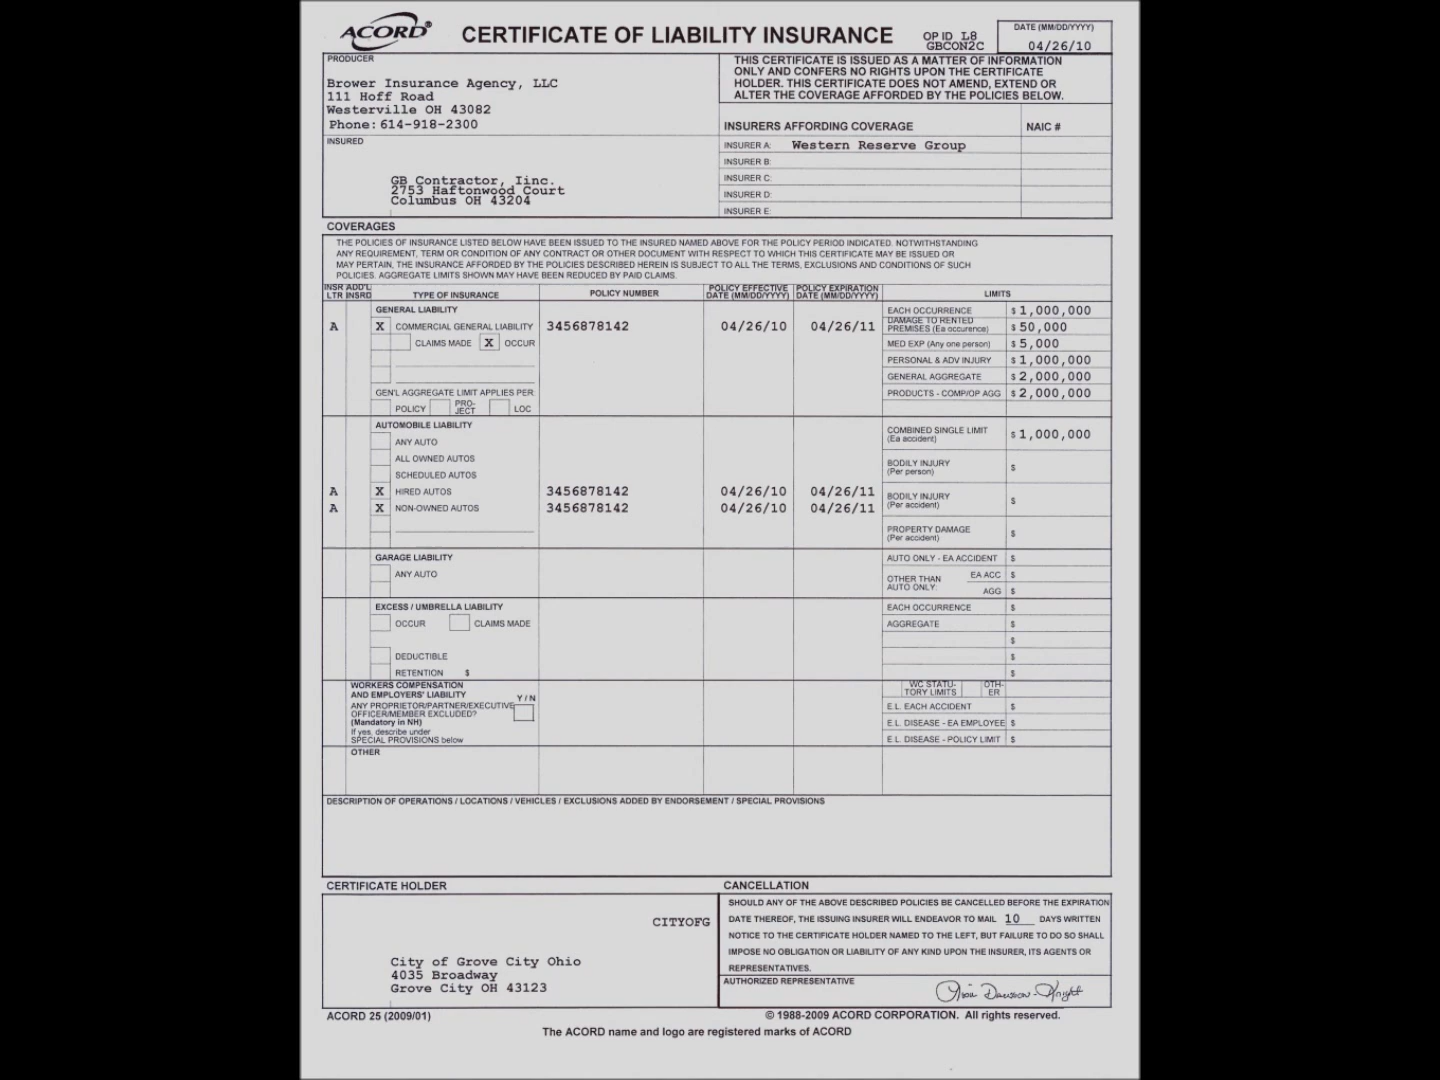 ACORD®
CERTIFICATE OF LIABILITY INSURANCE
OP ID L8
GBCON2C
DATE (MM/DD/YYYY)
04/26/10
PRODUCER
Brower Insurance Agency, LLC
111 Hoff Road
Westerville OH 43082
Phone: 614-918-2300
THIS CERTIFICATE IS ISSUED AS A MATTER OF INFORMATION
ONLY AND CONFERS NO RIGHTS UPON THE CERTIFICATE
HOLDER. THIS CERTIFICATE DOES NOT AMEND, EXTEND OR
ALTER THE COVERAGE AFFORDED BY THE POLICIES BELOW.
INSURERS AFFORDING COVERAGE NAIC #
INSURED
GB Contractor, Iinc.
2753 Haftonwood Court
Columbus OH 43204
INSURER A: Western Reserve Group
INSURER B:
INSURER C:
INSURER D:
INSURER E:
COVERAGES
THE POLICIES OF INSURANCE LISTED BELOW HAVE BEEN ISSUED TO THE INSURED NAMED ABOVE FOR THE POLICY PERIOD INDICATED. NOTWITHSTANDING
ANY REQUIREMENT, TERM OR CONDITION OF ANY CONTRACT OR OTHER DOCUMENT WITH RESPECT TO WHICH THIS CERTIFICATE MAY BE ISSUED OR
MAY PERTAIN, THE INSURANCE AFFORDED BY THE POLICIES DESCRIBED HEREIN IS SUBJECT TO ALL THE TERMS, EXCLUSIONS AND CONDITIONS OF SUCH
POLICIES. AGGREGATE LIMITS SHOWN MAY HAVE BEEN REDUCED BY PAID CLAIMS.
INSR ADD'L POLICY EFFECTIVE POLICY EXPIRATION
LTR INSRD TYPE OF INSURANCE POLICY NUMBER DATE (MM/DD/YYYY) DATE (MM/DD/YYYY) LIMITS
GENERAL LIABILITY EACH OCCURRENCE $ 1,000,000
A X COMMERCIAL GENERAL LIABILITY 3456878142 04/26/10 04/26/11 DAMAGE TO RENTED
PREMISES (Ea occurence) $ 50,000
CLAIMS MADE X OCCUR MED EXP (Any one person) $ 5,000
PERSONAL & ADV INJURY $ 1,000,000
GENERAL AGGREGATE $ 2,000,000
GEN'L AGGREGATE LIMIT APPLIES PER: PRODUCTS - COMP/OP AGG $ 2,000,000
POLICY PRO-
JECT LOC
AUTOMOBILE LIABILITY COMBINED SINGLE LIMIT
(Ea accident) $ 1,000,000
ANY AUTO
ALL OWNED AUTOS BODILY INJURY
(Per person) $
SCHEDULED AUTOS
A X HIRED AUTOS 3456878142 04/26/10 04/26/11 BODILY INJURY
(Per accident) $
A X NON-OWNED AUTOS 3456878142 04/26/10 04/26/11
PROPERTY DAMAGE
(Per accident) $
GARAGE LIABILITY AUTO ONLY - EA ACCIDENT $
ANY AUTO OTHER THAN EA ACC $
AUTO ONLY: AGG $
EXCESS / UMBRELLA LIABILITY EACH OCCURRENCE $
OCCUR CLAIMS MADE AGGREGATE $
$
DEDUCTIBLE $
RETENTION $ $
WORKERS COMPENSATION WC STATU- OTH-
AND EMPLOYERS' LIABILITY Y / N TORY LIMITS ER
ANY PROPRIETOR/PARTNER/EXECUTIVE E.L. EACH ACCIDENT $
OFFICER/MEMBER EXCLUDED?
(Mandatory in NH) E.L. DISEASE - EA EMPLOYEE $
If yes, describe under
SPECIAL PROVISIONS below E.L. DISEASE - POLICY LIMIT $
OTHER
DESCRIPTION OF OPERATIONS / LOCATIONS / VEHICLES / EXCLUSIONS ADDED BY ENDORSEMENT / SPECIAL PROVISIONS
CERTIFICATE HOLDER
CITYOFG
City of Grove City Ohio
4035 Broadway
Grove City OH 43123
CANCELLATION
SHOULD ANY OF THE ABOVE DESCRIBED POLICIES BE CANCELLED BEFORE THE EXPIRATION
DATE THEREOF, THE ISSUING INSURER WILL ENDEAVOR TO MAIL 10 DAYS WRITTEN
NOTICE TO THE CERTIFICATE HOLDER NAMED TO THE LEFT, BUT FAILURE TO DO SO SHALL
IMPOSE NO OBLIGATION OR LIABILITY OF ANY KIND UPON THE INSURER, ITS AGENTS OR
REPRESENTATIVES.
AUTHORIZED REPRESENTATIVE
ACORD 25 (2009/01)
© 1988-2009 ACORD CORPORATION. All rights reserved.
The ACORD name and logo are registered marks of ACORD